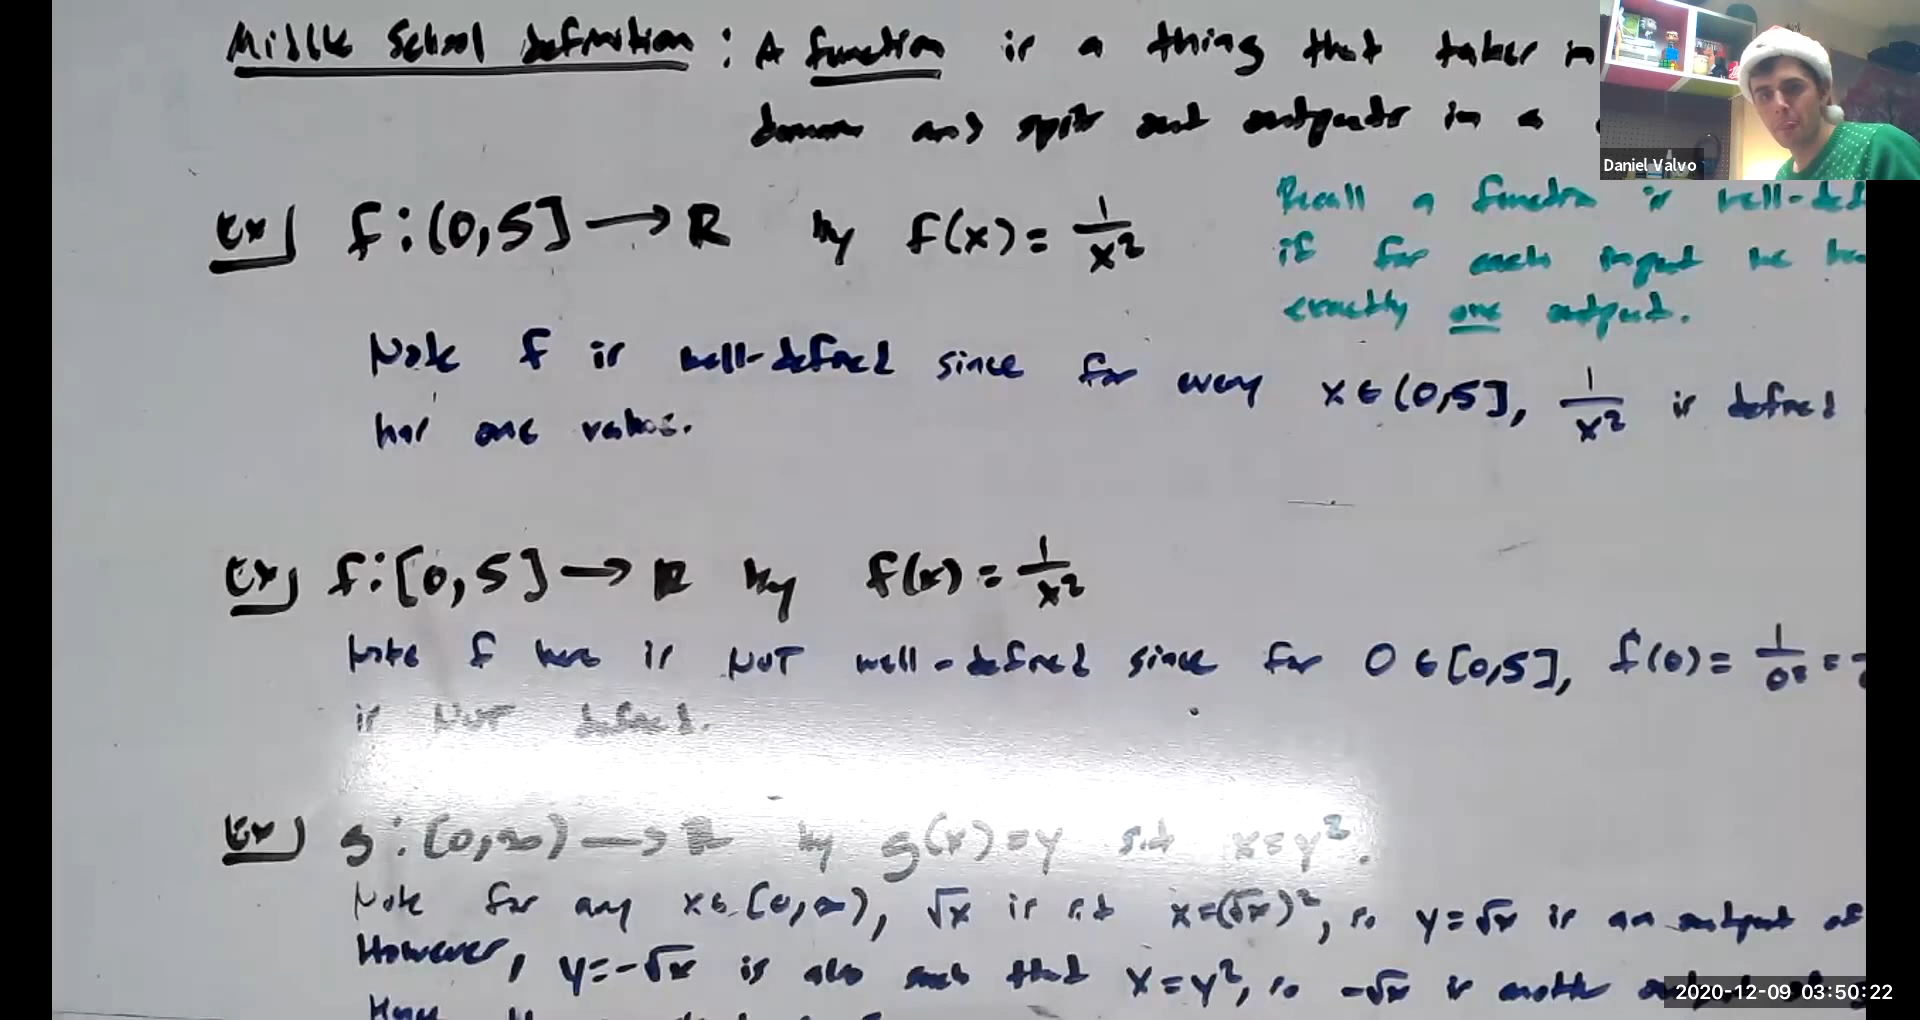 Middle School definition: A function is a thing that takes in
domain and spits out outputs in a
Daniel Valvo
Ex) f:(0,5] → R by f(x) = 1/x²
Recall a function is well-def
if for each input we ha
exactly one output.
Note f is well-defined since for every x∈(0,5], 1/x² is defined
has one value.
Ex) f:[0,5] → R by f(x) = 1/x²
Note f here is NOT well-defined since for 0∈[0,5], f(0) = 1/0² =
is NOT defined.
Ex) g:[0,∞) → R by g(x)=y s.t. x=y².
Note for any x∈[0,∞), √x is s.t. x=(√x)², so y=√x is an output of
However, y=-√x is also such that x=y², so -√x is another
Hence
2020-12-09 03:50:22